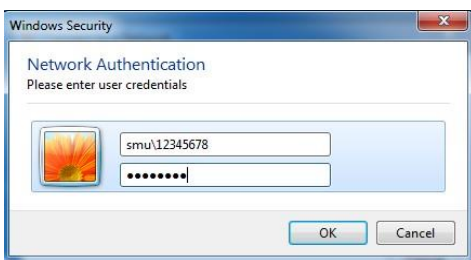 Windows Security
Network Authentication
Please enter user credentials
smu\12345678
••••••••
OK
Cancel